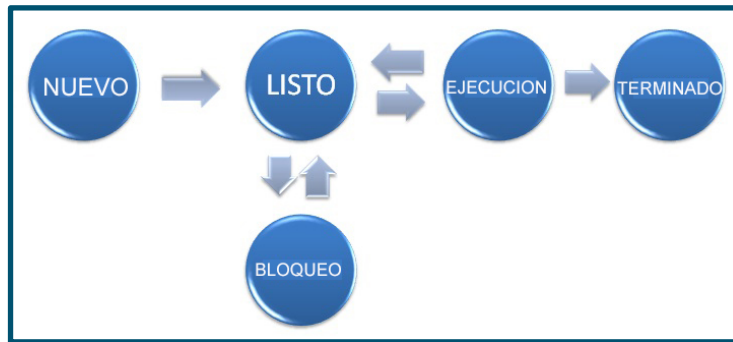 NUEVO
LISTO
EJECUCION
TERMINADO
BLOQUEO